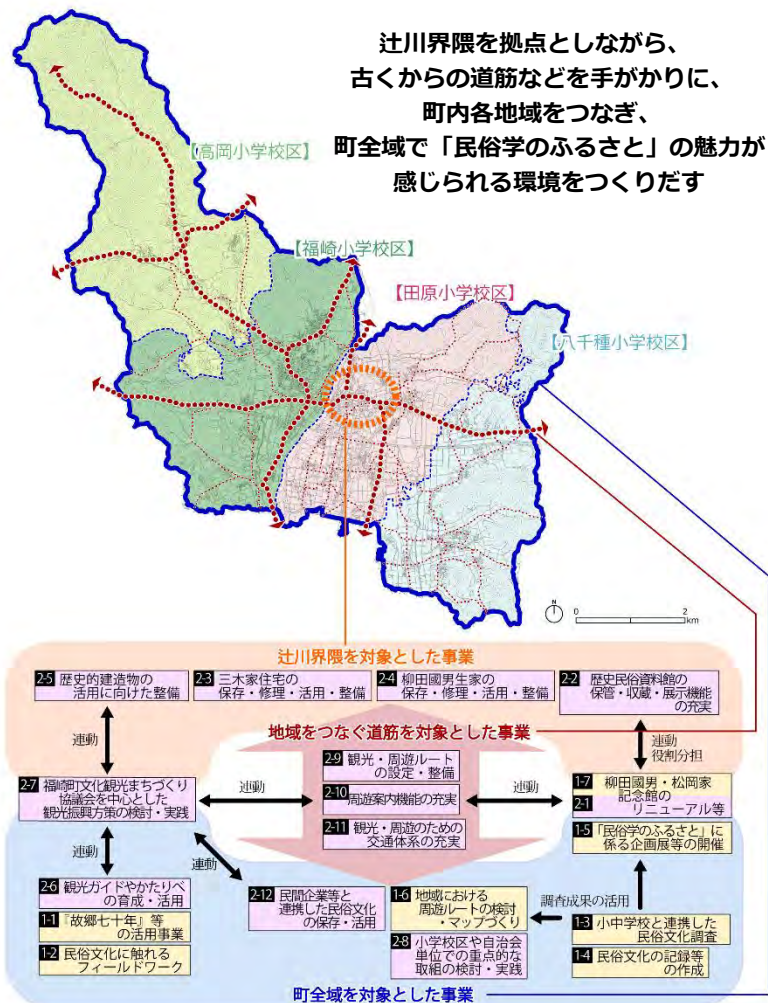 辻川界隈を拠点としながら、
古くからの道筋などを手がかりに、
町内各地域をつなぎ、
町全域で「民俗学のふるさと」の魅力が
感じられる環境をつくりだす
【高岡小学校区】
【福崎小学校区】
【田原小学校区】
【八千種小学校区】
N
0 2
km
辻川界隈を対象とした事業
2-5 歴史的建造物の
活用に向けた整備
2-3 三木家住宅の
保存・修理・活用・整備
2-4 柳田國男生家の
保存・修理・活用・整備
2-2 歴史民俗資料館の
保管・収蔵・展示機能
の充実
地域をつなぐ道筋を対象とした事業
連動
連動
役割分担
2-9 観光・周遊ルート
の設定・整備
2-10 周遊案内機能の充実
2-11 観光・周遊のための
交通体系の充実
2-7 福崎町文化観光まちづくり
協議会を中心とした
観光振興方策の検討・実践
連動
連動
1-7 柳田國男・松岡家
記念館の
2-1 リニューアル等
1-5 「民俗学のふるさと」に
係る企画展等の開催
連動
連動
2-6 観光ガイドやかたりべ
の育成・活用
1-1 『故郷七十年』等
の活用事業
1-2 民俗文化に触れる
フィールドワーク
2-12 民間企業等と
連携した民俗文化
の保存・活用
1-6 地域における
周遊ルートの検討
・マップづくり
2-8 小学校区や自治会
単位での重点的な
取組の検討・実践
調査成果の活用
1-3 小中学校と連携した
民俗文化調査
1-4 民俗文化の記録等
の作成
町全域を対象とした事業